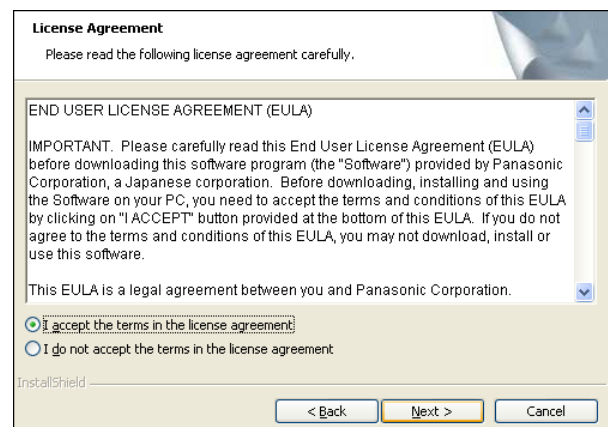 License Agreement
Please read the following license agreement carefully.
END USER LICENSE AGREEMENT (EULA)
IMPORTANT.  Please carefully read this End User License Agreement (EULA)
before downloading this software program (the "Software") provided by Panasonic
Corporation, a Japanese corporation.  Before downloading, installing and using
the Software on your PC, you need to accept the terms and conditions of this EULA
by clicking on "I ACCEPT" button provided at the bottom of this EULA.  If you do not
agree to the terms and conditions of this EULA, you may not download, install or
use this software.
This EULA is a legal agreement between you and Panasonic Corporation.
I accept the terms in the license agreement
I do not accept the terms in the license agreement
InstallShield
< Back Next > Cancel